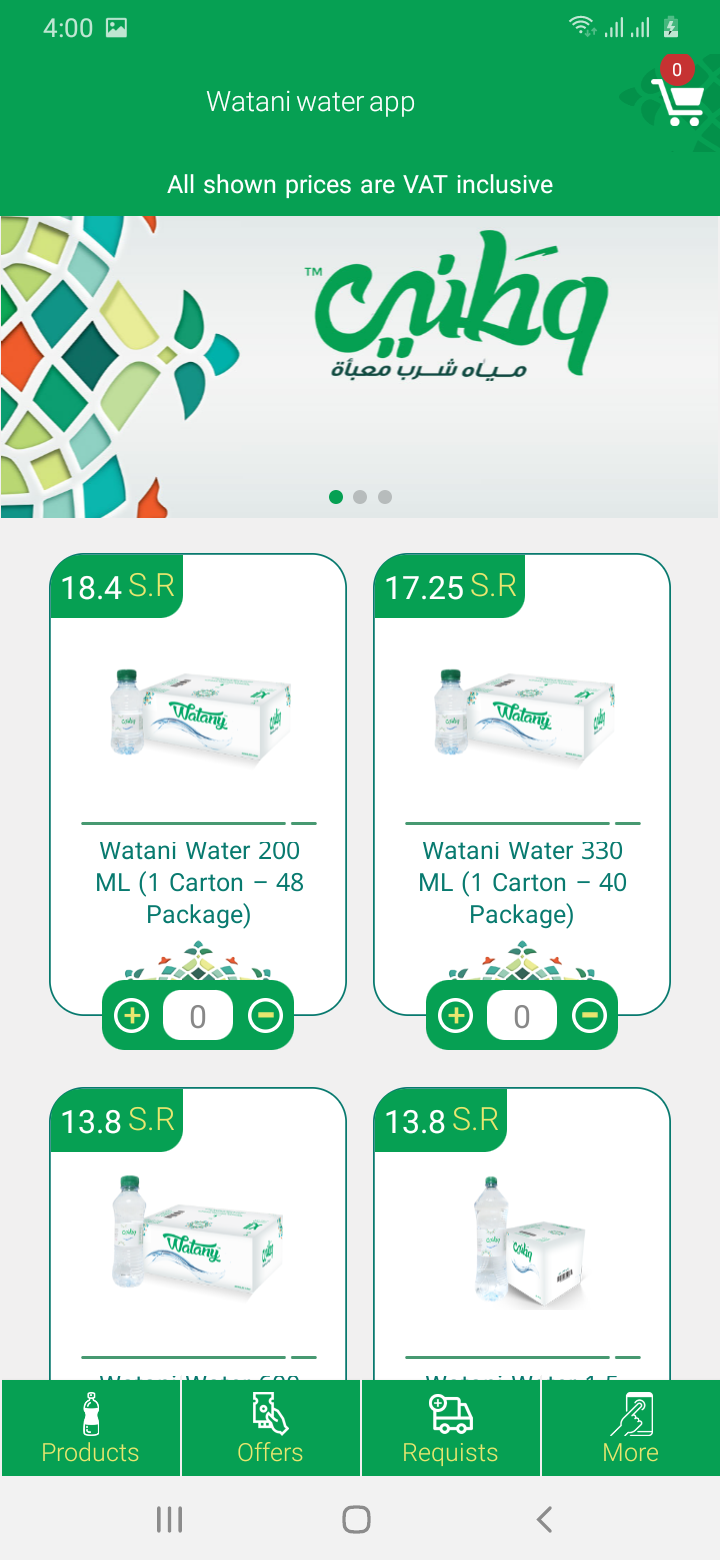 4:00
0
Watani water app
All shown prices are VAT inclusive
وطني TM
مياه شرب معبأة
18.4 S.R
17.25 S.R
Watany
Watany
Watani Water 200
ML (1 Carton – 48
Package)
Watani Water 330
ML (1 Carton – 40
Package)
0
0
13.8 S.R
13.8 S.R
Watany
وطني
Products
Offers
Requists
More